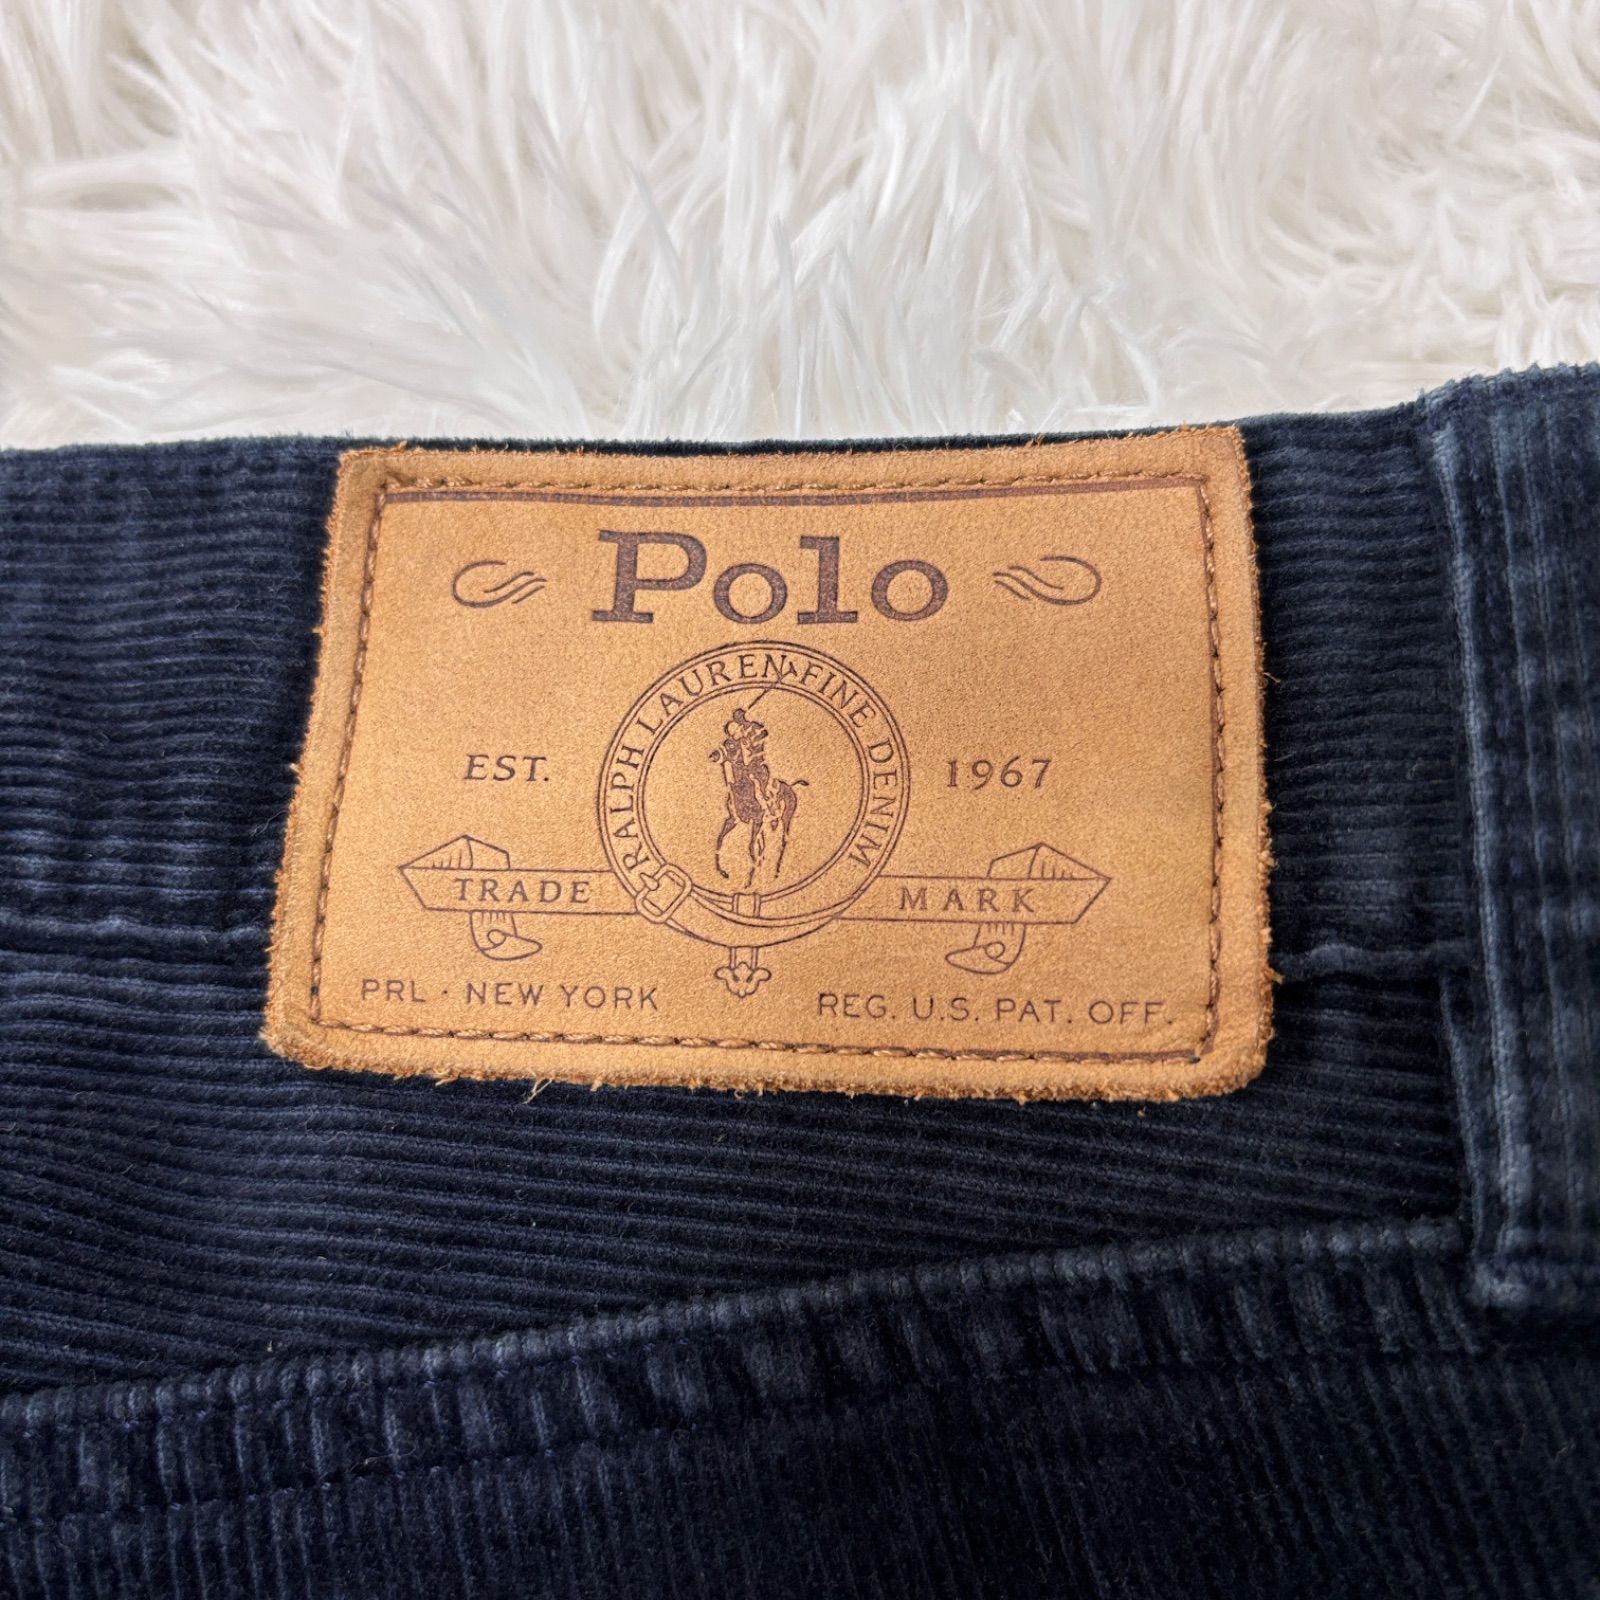 Polo
RALPH LAUREN FINE DENIM
EST. 1967
TRADE MARK
PRL · NEW YORK REG. U.S. PAT. OFF.